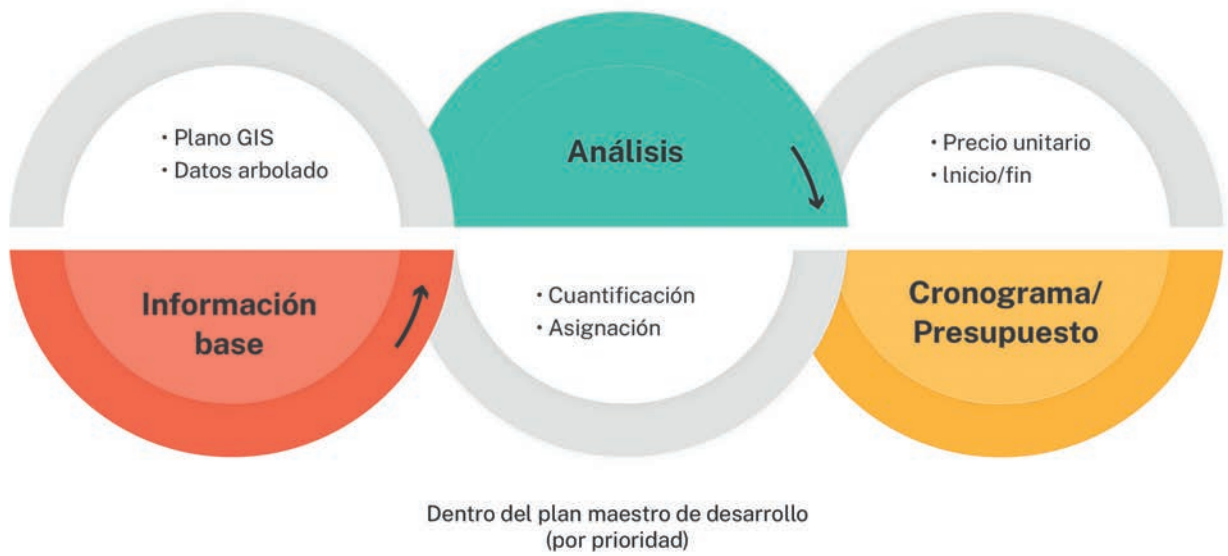 • Plano GIS
• Datos arbolado
Información
base
Análisis
• Cuantificación
• Asignación
• Precio unitario
• Inicio/fin
Cronograma/
Presupuesto
Dentro del plan maestro de desarrollo
(por prioridad)